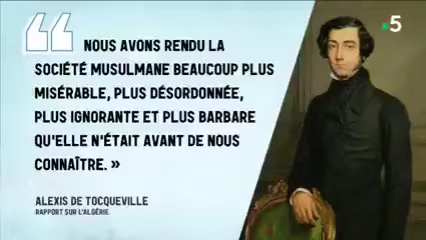 5
“ NOUS AVONS RENDU LA
SOCIÉTÉ MUSULMANE BEAUCOUP PLUS
MISÉRABLE, PLUS DÉSORDONNÉE,
PLUS IGNORANTE ET PLUS BARBARE
QU'ELLE N'ÉTAIT AVANT DE NOUS
CONNAÎTRE. »
ALEXIS DE TOCQUEVILLE
RAPPORT SUR L'ALGÉRIE